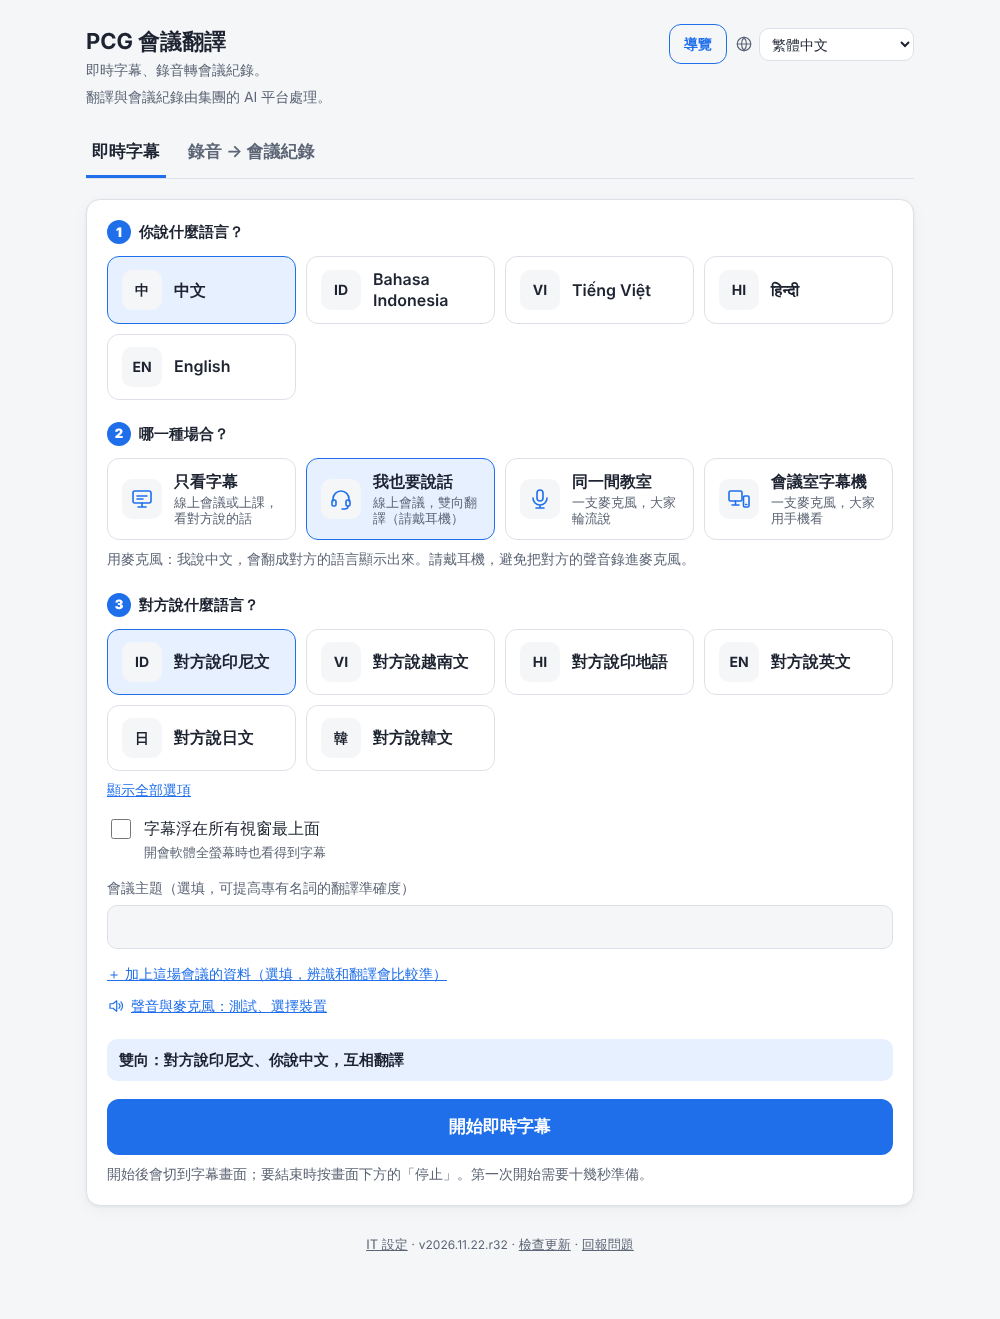 PCG 會議翻譯
導覽
繁體中文
即時字幕、錄音轉會議紀錄。
翻譯與會議紀錄由集團的 AI 平台處理。
即時字幕
錄音 → 會議紀錄
1 你說什麼語言？
中 中文
ID Bahasa Indonesia
VI Tiếng Việt
HI हिन्दी
EN English
2 哪一種場合？
只看字幕
線上會議或上課，
看對方說的話
我也要說話
線上會議，雙向翻
譯（請戴耳機）
同一間教室
一支麥克風，大家
輪流說
會議室字幕機
一支麥克風，大家
用手機看
用麥克風：我說中文，會翻成對方的語言顯示出來。請戴耳機，避免把對方的聲音錄進麥克風。
3 對方說什麼語言？
ID 對方說印尼文
VI 對方說越南文
HI 對方說印地語
EN 對方說英文
日 對方說日文
韓 對方說韓文
顯示全部選項
字幕浮在所有視窗最上面
開會軟體全螢幕時也看得到字幕
會議主題（選填，可提高專有名詞的翻譯準確度）
＋ 加上這場會議的資料（選填，辨識和翻譯會比較準）
聲音與麥克風：測試、選擇裝置
雙向：對方說印尼文、你說中文，互相翻譯
開始即時字幕
開始後會切到字幕畫面；要結束時按畫面下方的「停止」。第一次開始需要十幾秒準備。
IT 設定 · v2026.11.22.r32 · 檢查更新 · 回報問題